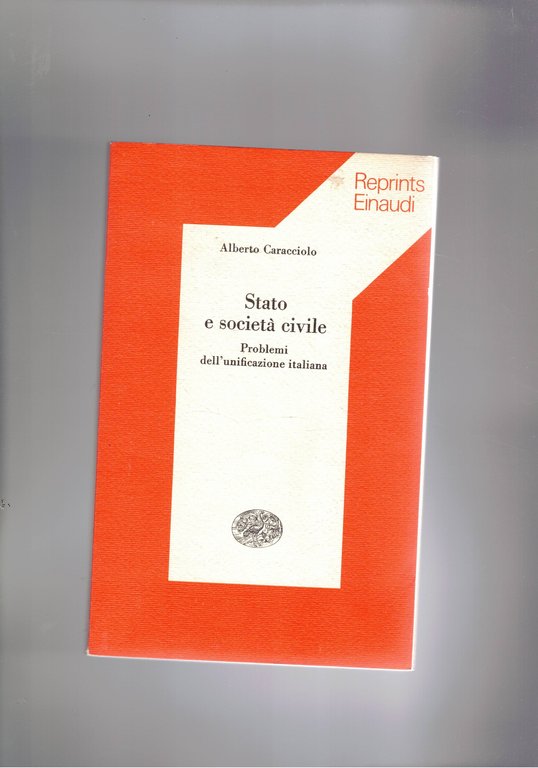 Reprints
Einaudi
Alberto Caracciolo
Stato
e società civile
Problemi
dell'unificazione italiana